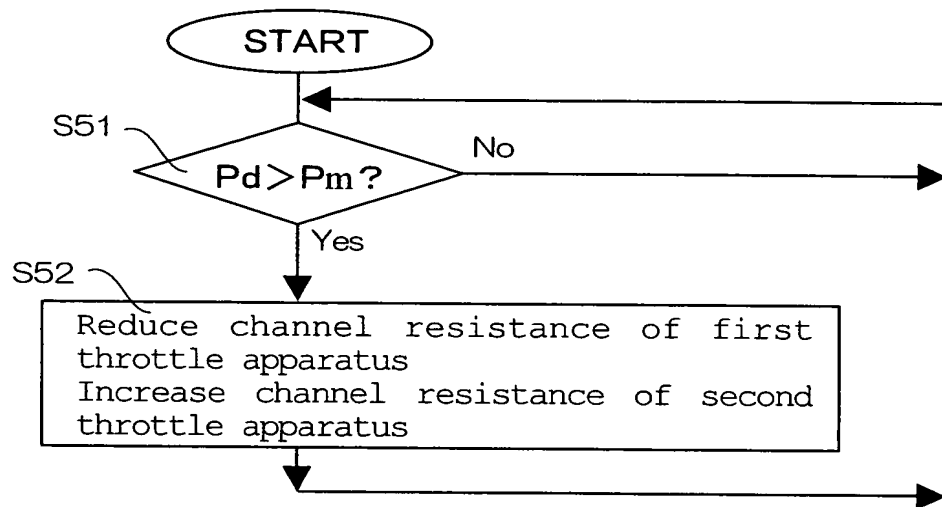 START
S51
Pd>Pm?
No
Yes
S52
Reduce channel resistance of first
throttle apparatus
Increase channel resistance of second
throttle apparatus